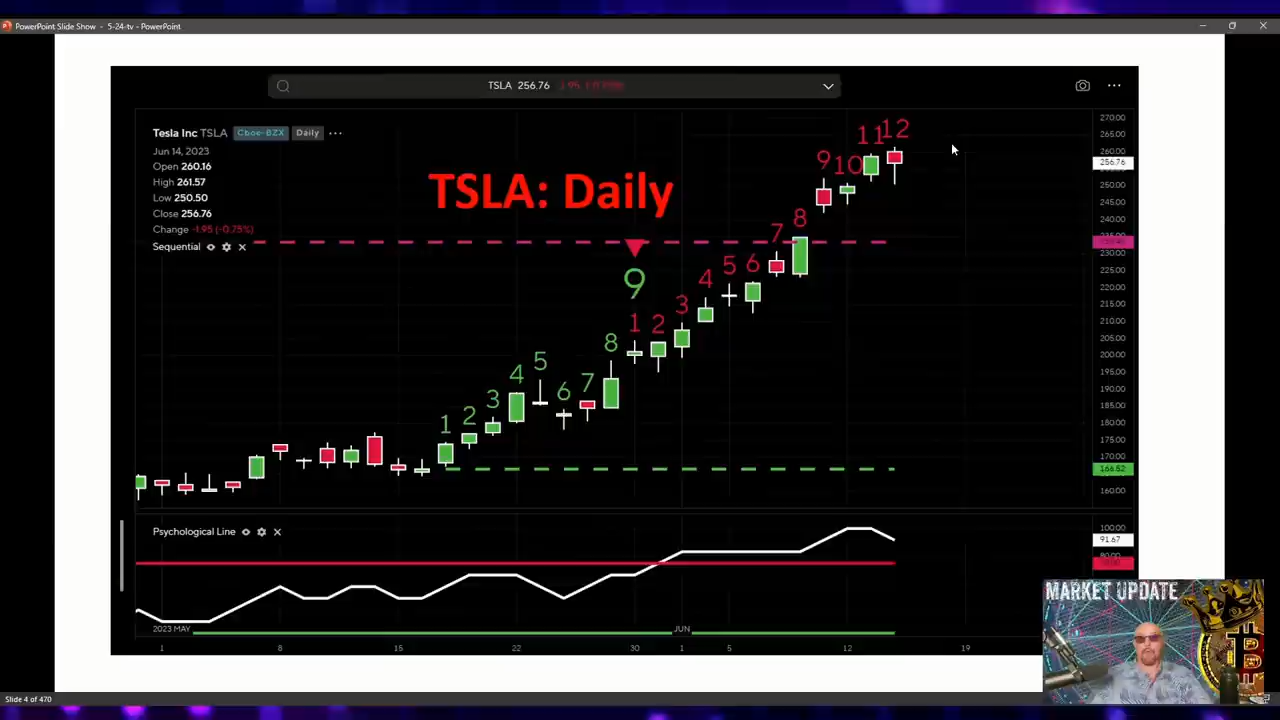 PowerPoint Slide Show - 5-24-tv - PowerPoint
TSLA 256.76
Tesla Inc TSLA Cboe-BZX Daily
Jun 14, 2023
Open 260.16
High 261.57
Low 250.50
Close 256.76
Change -1.95 (-0.75%)
Sequential
TSLA: Daily
1 2 3 4 5 6 7 8 9
1 2 3 4 5 6 7 8 9 10 11 12
270.00
265.00
260.00
256.76
250.00
245.00
240.00
235.00
230.00
225.00
220.00
215.00
210.00
205.00
200.00
195.00
190.00
185.00
180.00
175.00
170.00
166.52
160.00
Psychological Line
100.00
91.67
80.00
2023 MAY
JUN
1 8 15 22 30 1 5 12 19
MARKET UPDATE
Slide 4 of 470